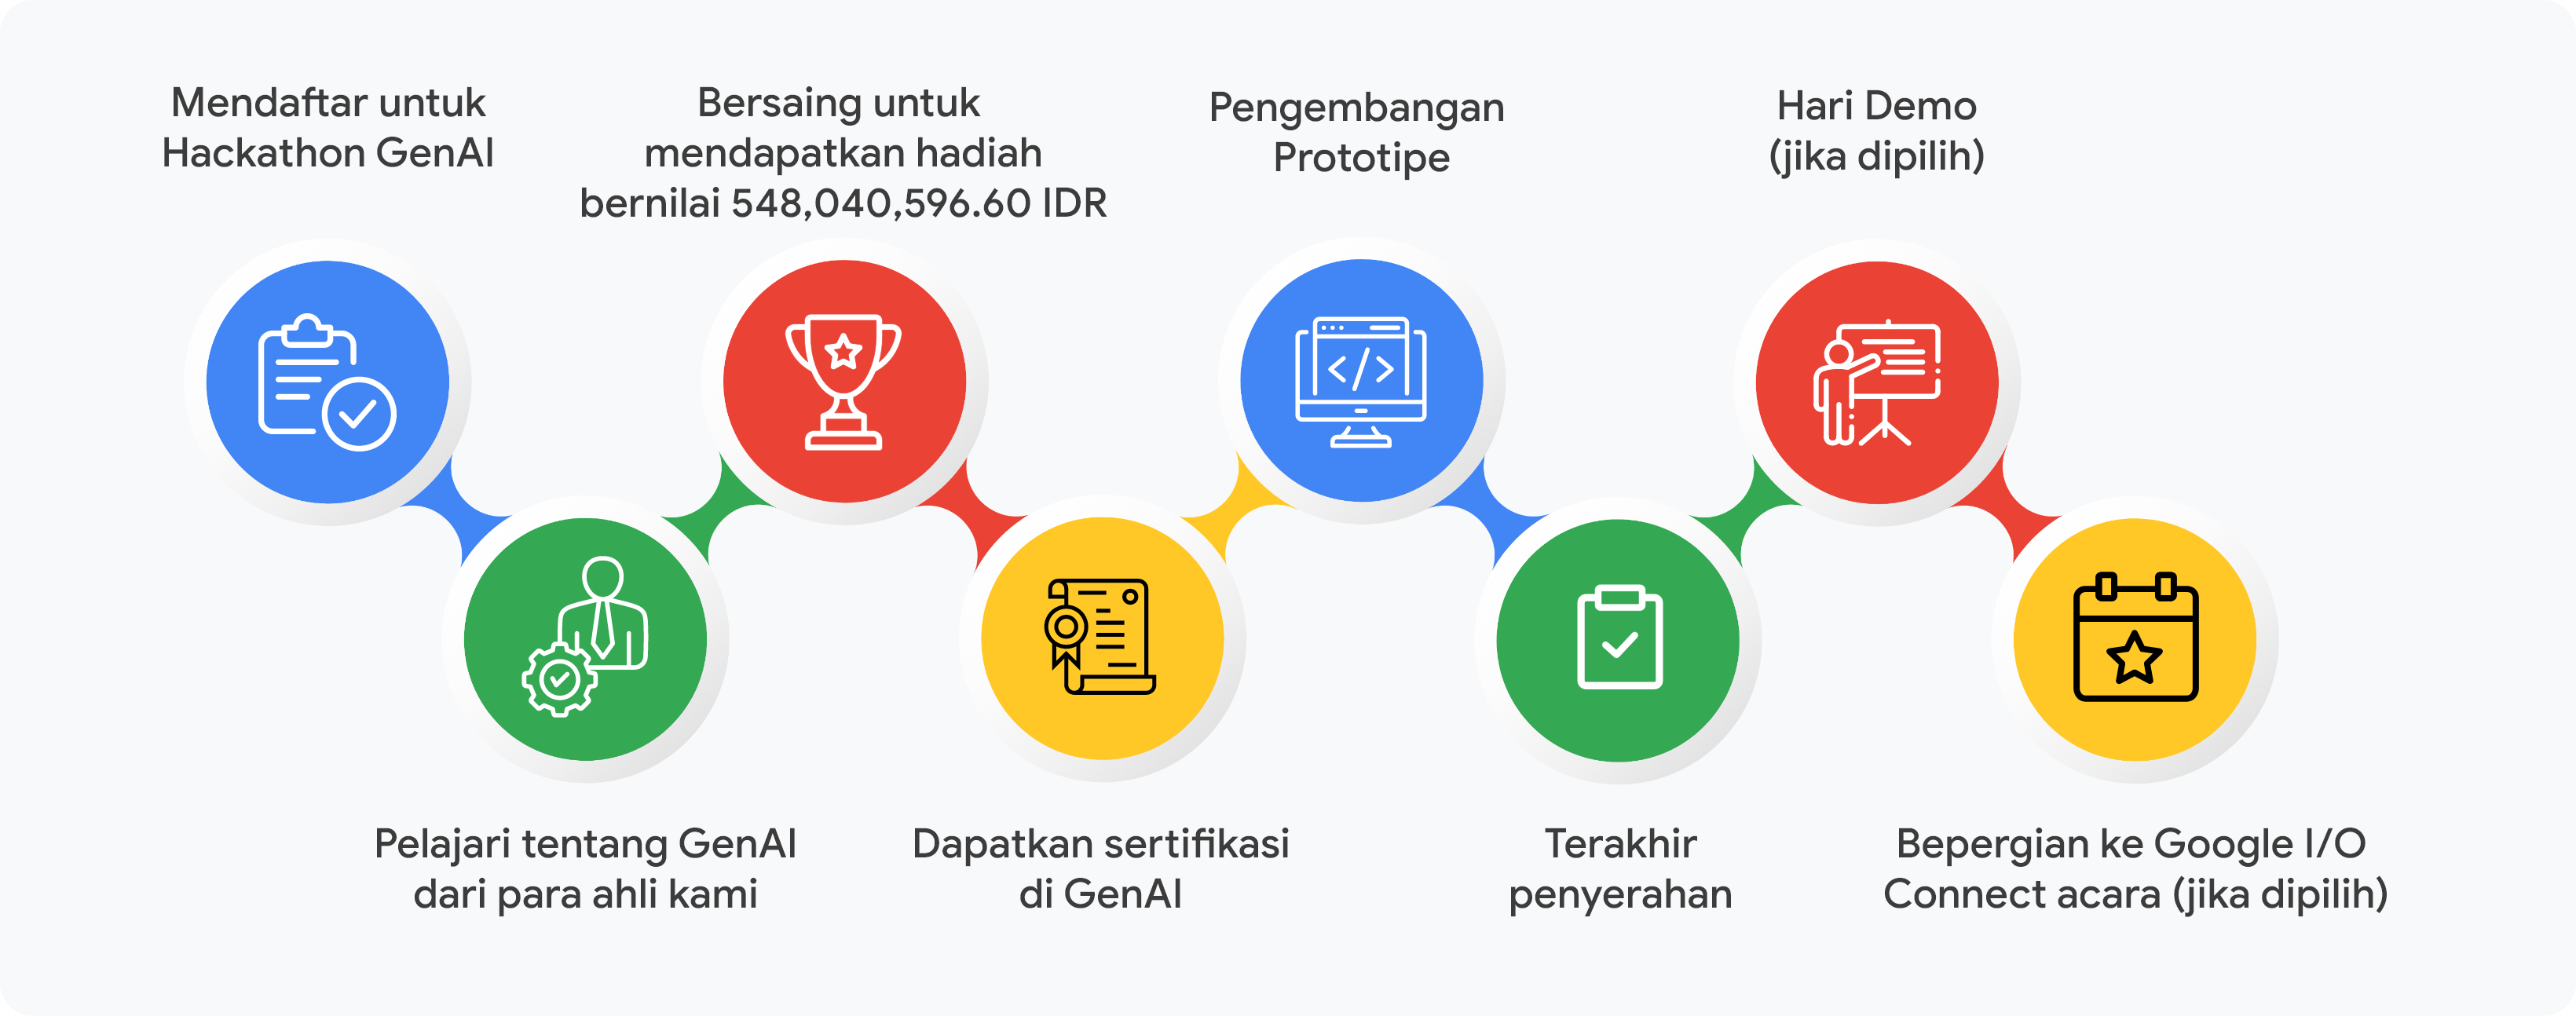 Mendaftar untuk
Hackathon GenAI
Pelajari tentang GenAI
dari para ahli kami
Bersaing untuk
mendapatkan hadiah
bernilai 548,040,596.60 IDR
Dapatkan sertifikasi
di GenAI
Pengembangan
Prototipe
Terakhir
penyerahan
Hari Demo
(jika dipilih)
Bepergian ke Google I/O
Connect acara (jika dipilih)